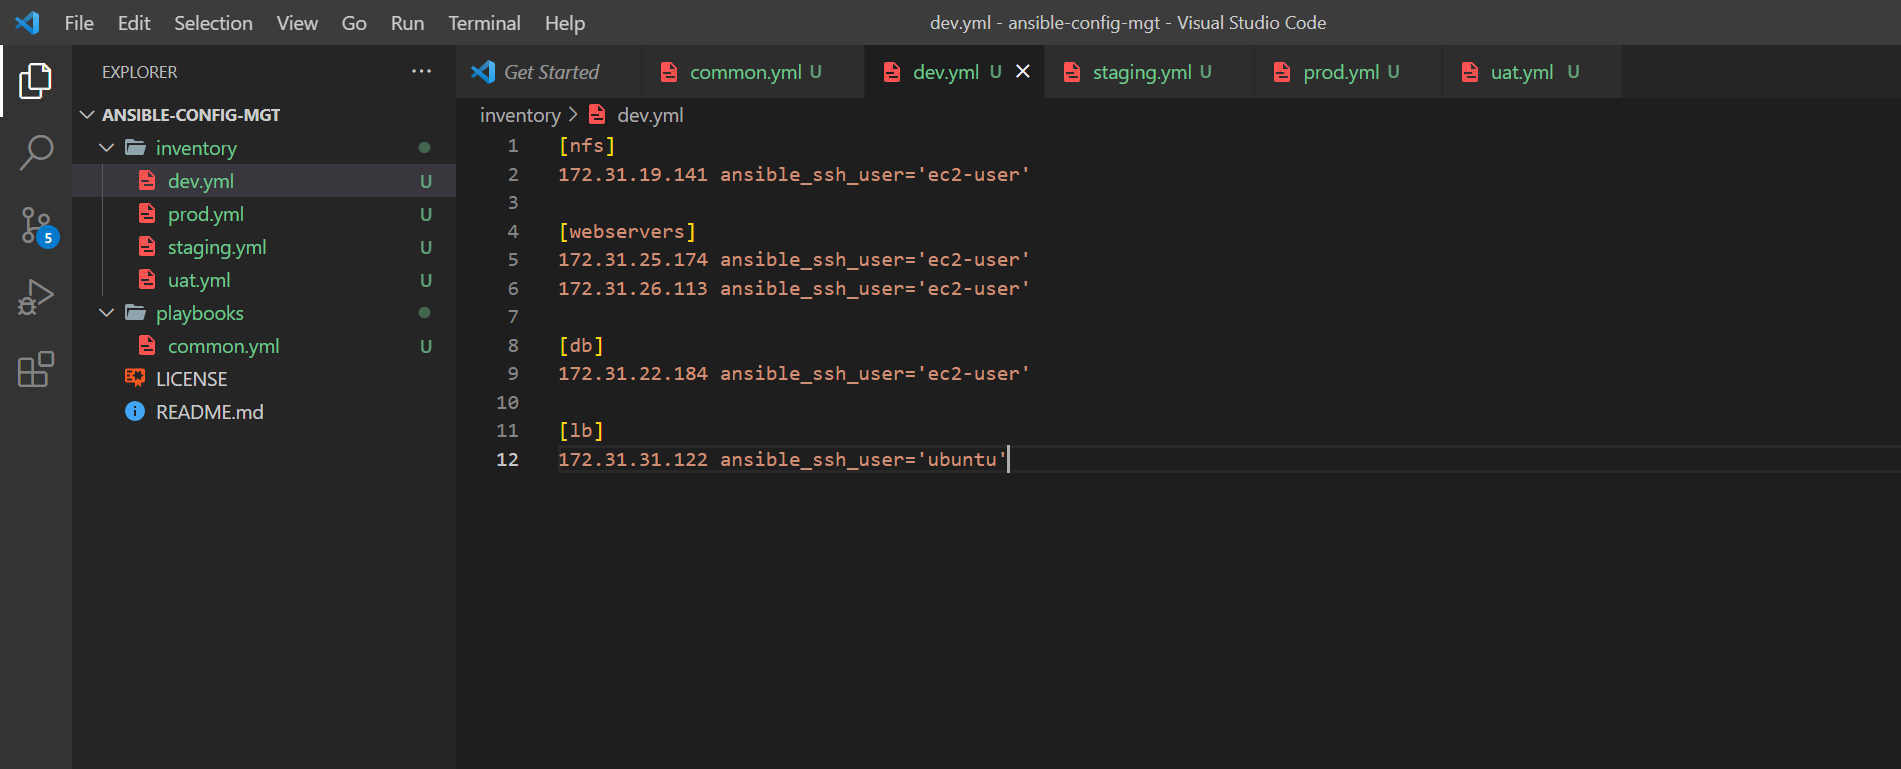 File Edit Selection View Go Run Terminal Help dev.yml - ansible-config-mgt - Visual Studio Code
EXPLORER ···
ANSIBLE-CONFIG-MGT
inventory
dev.yml U
prod.yml U
staging.yml U
uat.yml U
playbooks
common.yml U
LICENSE
README.md
5
Get Started common.yml U dev.yml U staging.yml U prod.yml U uat.yml U
inventory > dev.yml
1 [nfs]
2 172.31.19.141 ansible_ssh_user='ec2-user'
3
4 [webservers]
5 172.31.25.174 ansible_ssh_user='ec2-user'
6 172.31.26.113 ansible_ssh_user='ec2-user'
7
8 [db]
9 172.31.22.184 ansible_ssh_user='ec2-user'
10
11 [lb]
12 172.31.31.122 ansible_ssh_user='ubuntu'